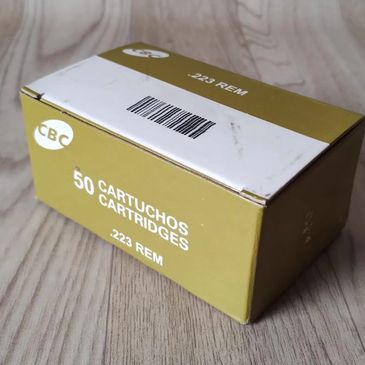 CBC
.223 REM
CBC
50 CARTUCHOS
CARTRIDGES
.223 REM